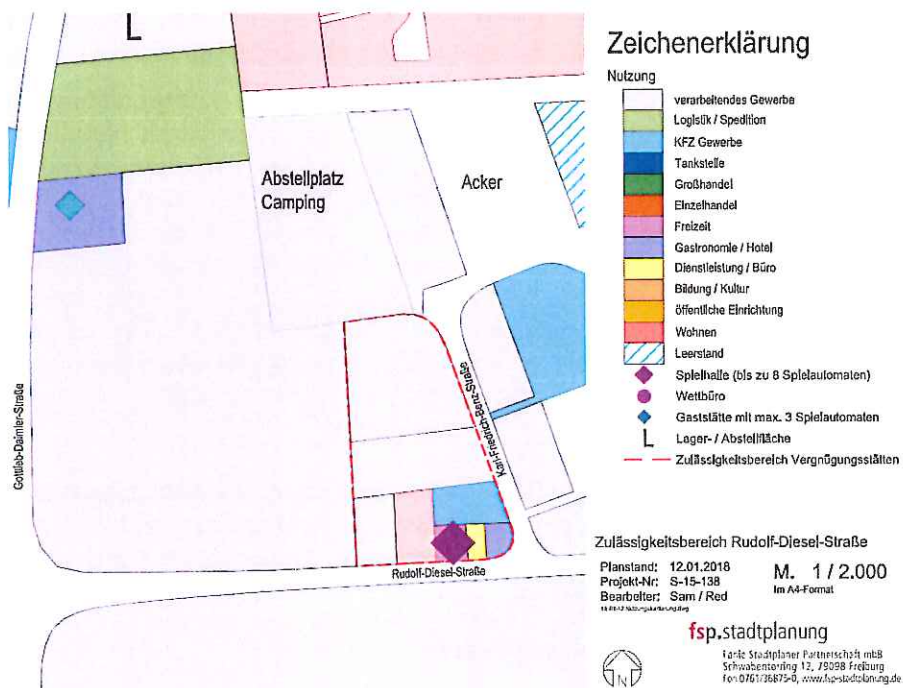 L
Abstellplatz
Camping
Acker
Gottlieb-Daimler-Straße
Karl-Friedrich-Benz-Straße
Rudolf-Diesel-Straße
Zeichenerklärung
Nutzung
verarbeitendes Gewerbe
Logistik / Spedition
KFZ Gewerbe
Tankstelle
Großhandel
Einzelhandel
Freizeit
Gastronomie / Hotel
Dienstleistung / Büro
Bildung / Kultur
öffentliche Einrichtung
Wohnen
Leerstand
Spielhalle (bis zu 8 Spielautomaten)
Wettbüro
Gaststätte mit max. 3 Spielautomaten
L Lager- / Abstellfläche
Zulässigkeitsbereich Vergnügungsstätten
Zulässigkeitsbereich Rudolf-Diesel-Straße
Planstand: 12.01.2018
Projekt-Nr: S-15-138
Bearbeiter: Sam / Red
M. 1 / 2.000
Im A4-Format
fsp.stadtplanung
Fahle Stadtplaner Partnerschaft mbB
Schwabentorring 12, 79098 Freiburg
Fon 0761/36875-0, www.fsp-stadtplanung.de
N